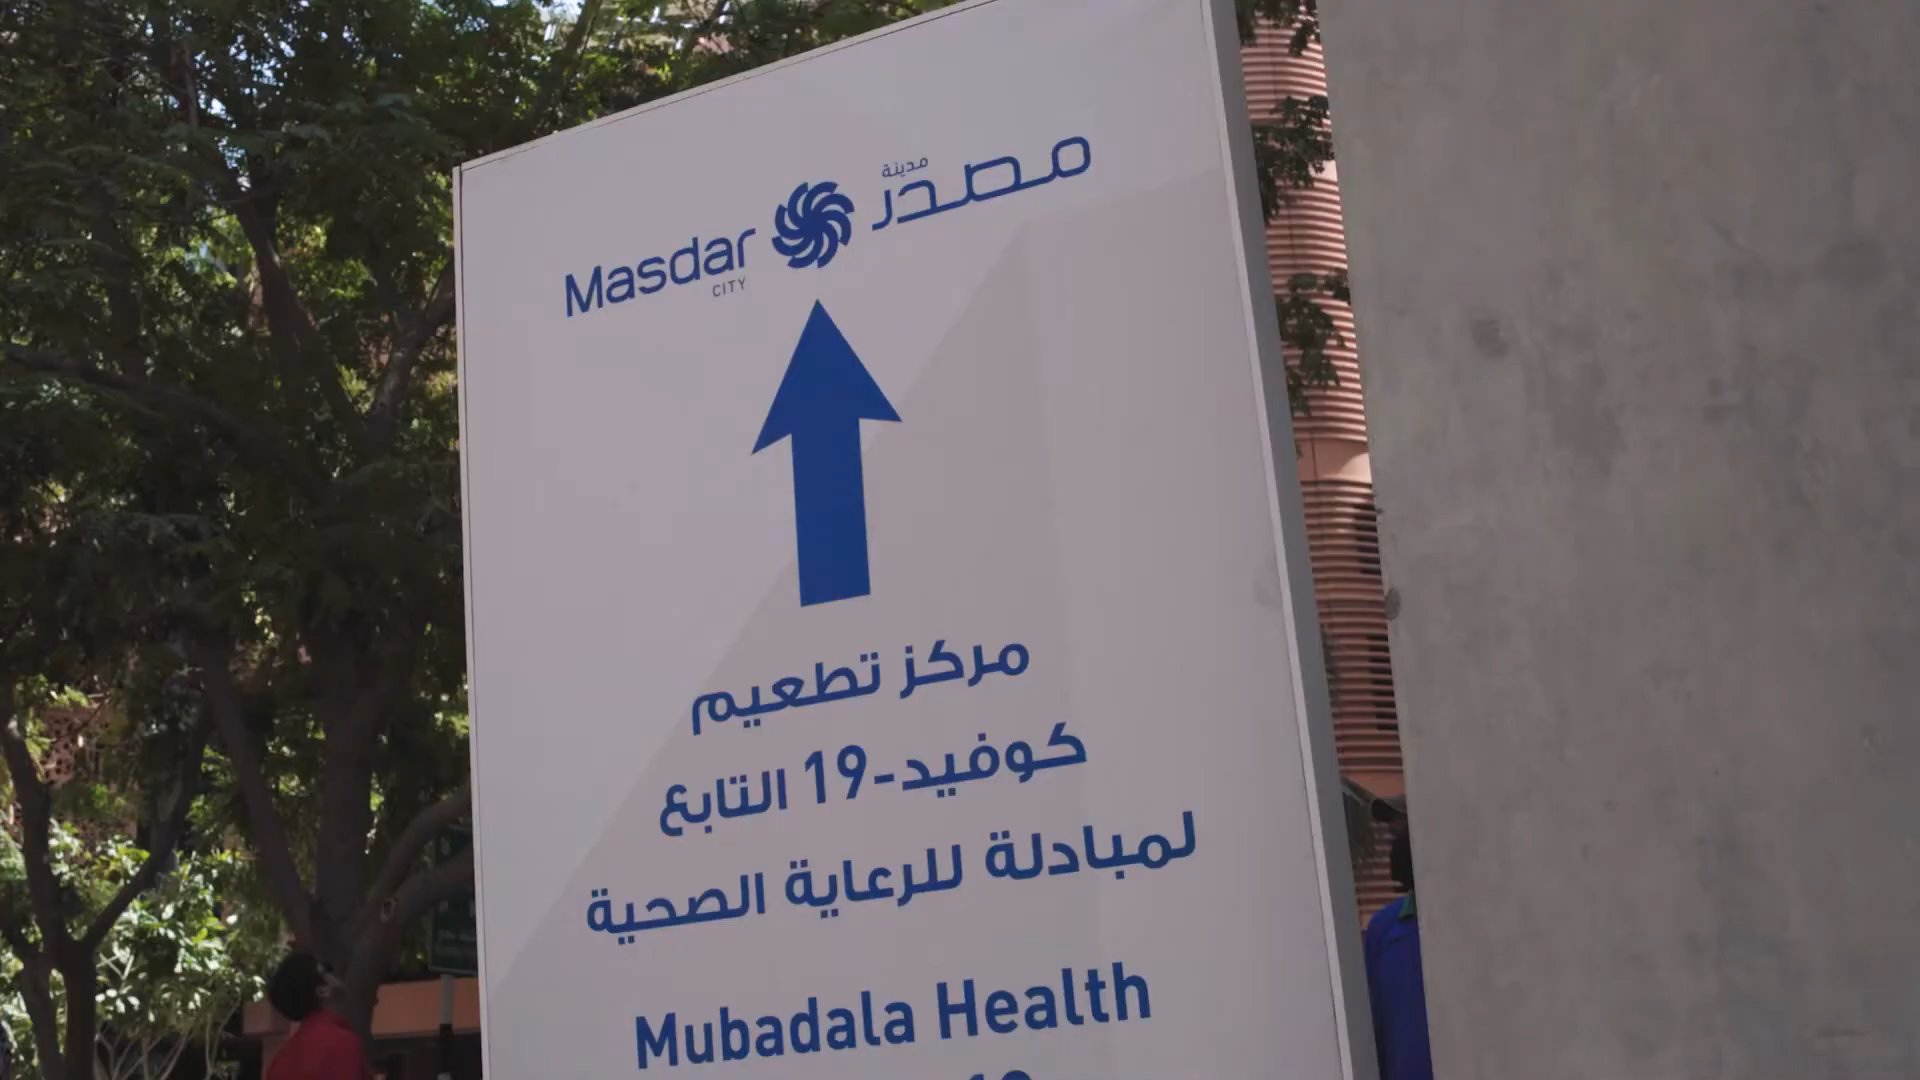 Masdar مصدر
CITY مدينة
مركز تطعيم
كوفيد-19 التابع
لمبادلة للرعاية الصحية
Mubadala Health